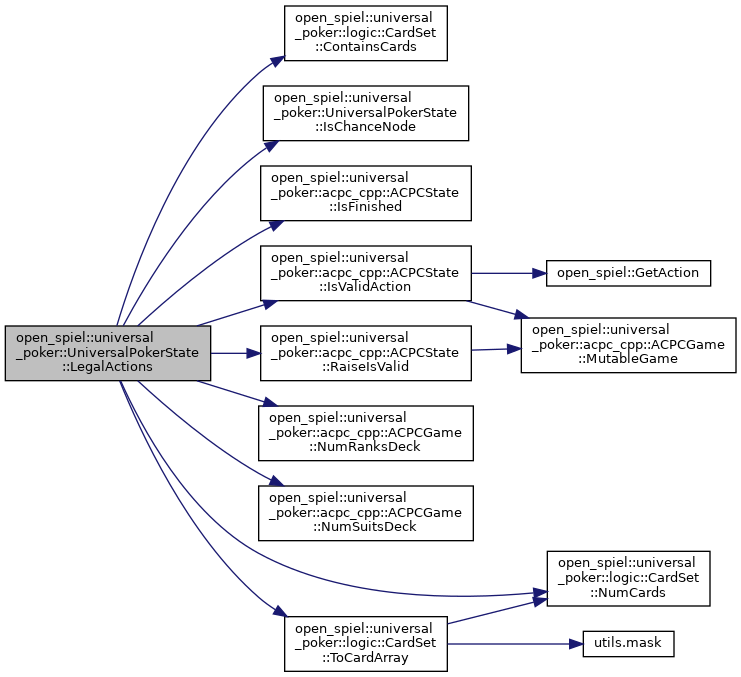 open_spiel::universal
_poker::logic::CardSet
::ContainsCards
open_spiel::universal
_poker::UniversalPokerState
::IsChanceNode
open_spiel::universal
_poker::acpc_cpp::ACPCState
::IsFinished
open_spiel::universal
_poker::acpc_cpp::ACPCState
::IsValidAction
open_spiel::GetAction
open_spiel::universal
_poker::acpc_cpp::ACPCGame
::MutableGame
open_spiel::universal
_poker::UniversalPokerState
::LegalActions
open_spiel::universal
_poker::acpc_cpp::ACPCState
::RaiseIsValid
open_spiel::universal
_poker::acpc_cpp::ACPCGame
::NumRanksDeck
open_spiel::universal
_poker::acpc_cpp::ACPCGame
::NumSuitsDeck
open_spiel::universal
_poker::logic::CardSet
::NumCards
open_spiel::universal
_poker::logic::CardSet
::ToCardArray
utils.mask